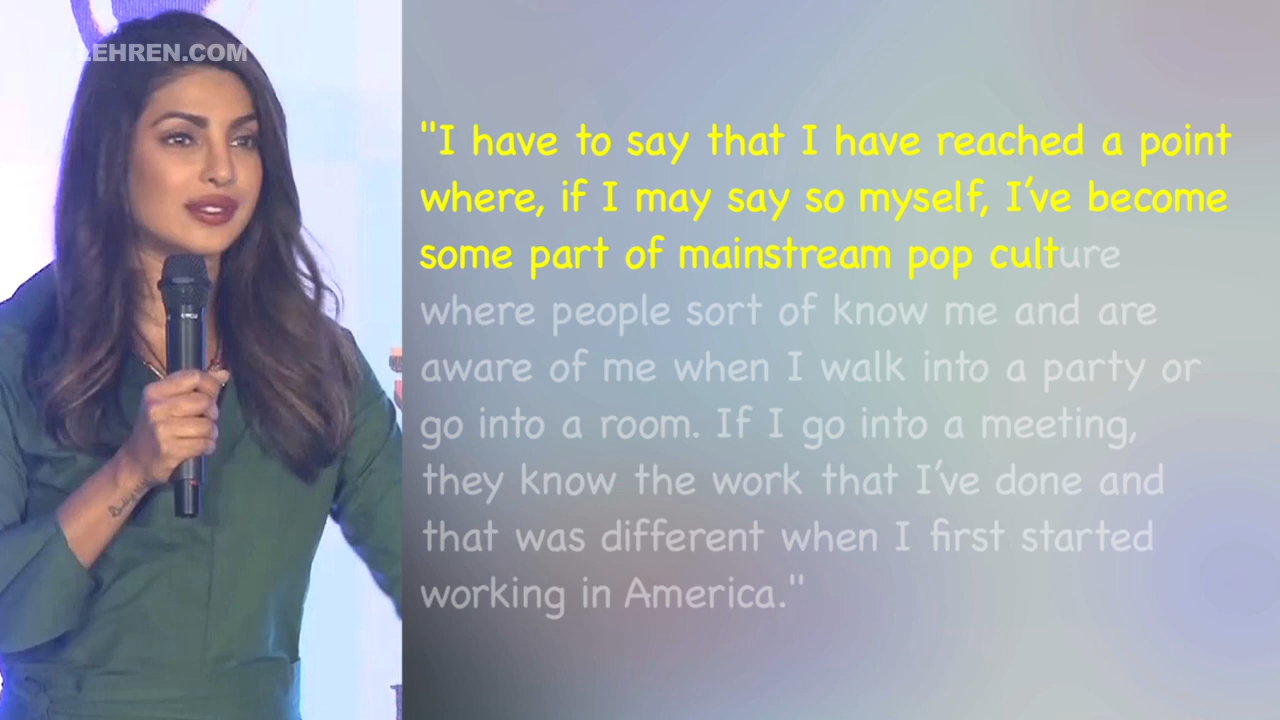 LEHREN.COM
"I have to say that I have reached a point
where, if I may say so myself, I've become
some part of mainstream pop culture
where people sort of know me and are
aware of me when I walk into a party or
go into a room. If I go into a meeting,
they know the work that I've done and
that was different when I first started
working in America."